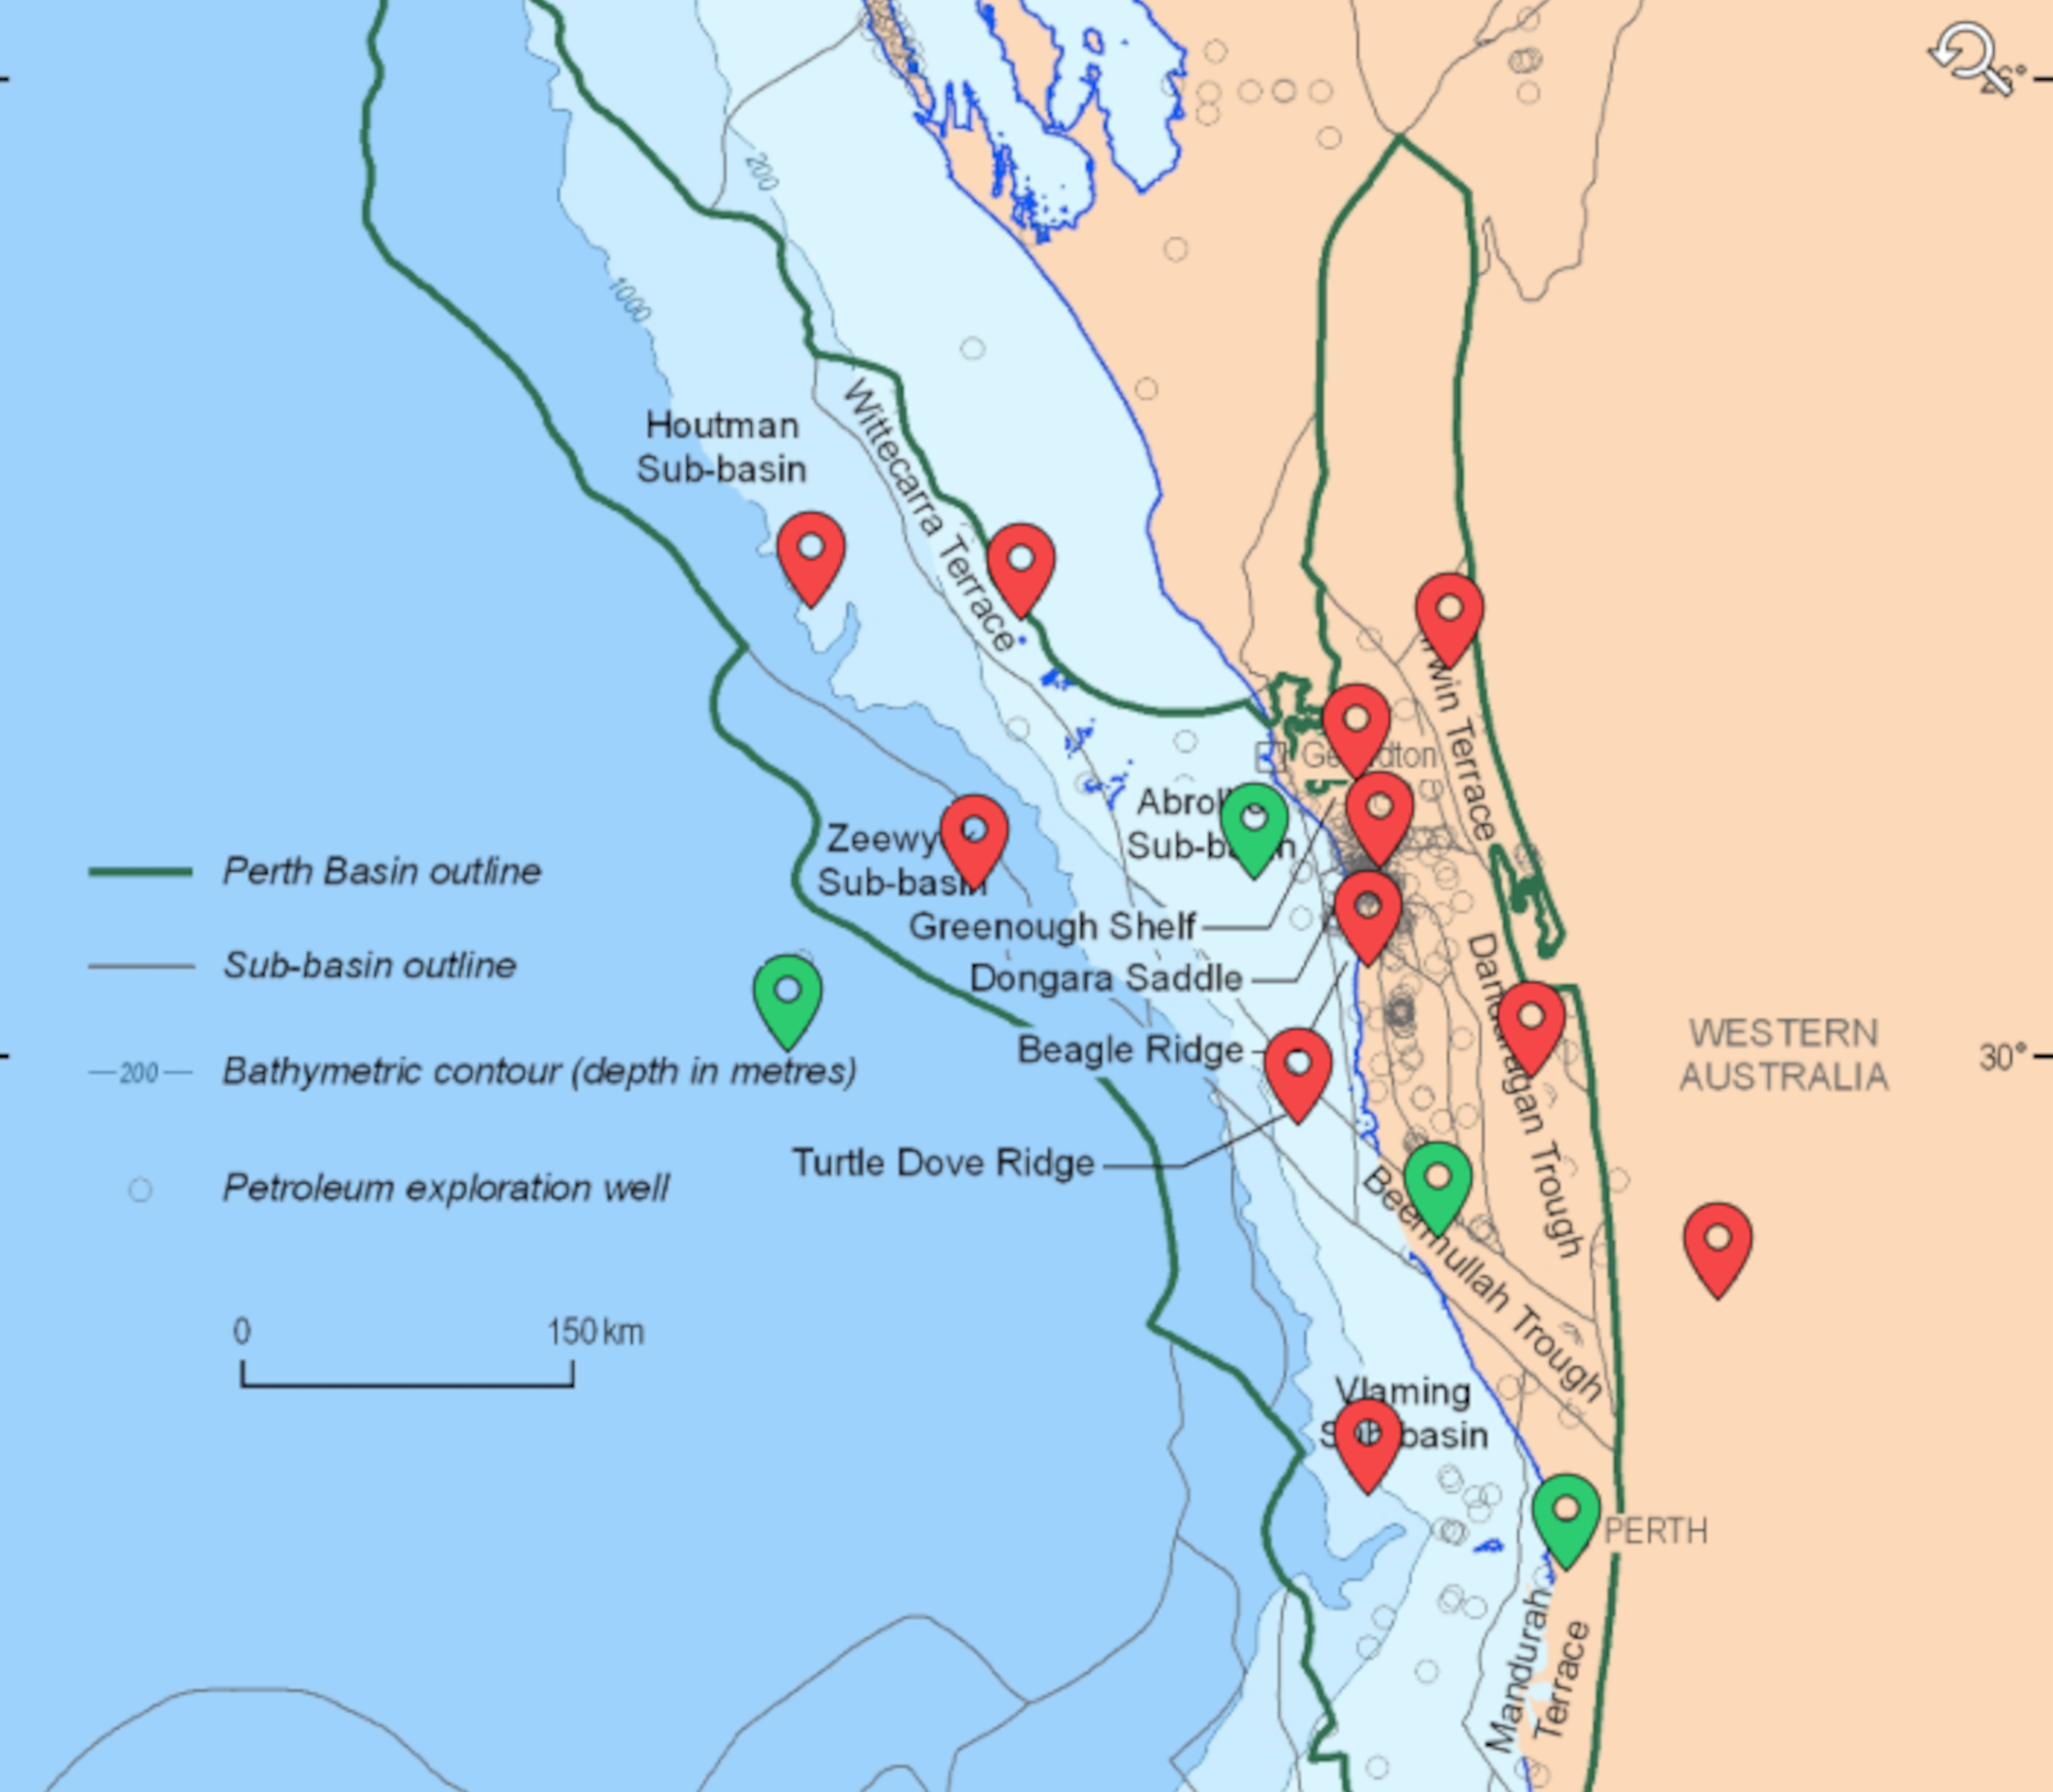 26°
200
1000
Houtman
Sub-basin
Wittecarra Terrace
Irwin Terrace
Sub-basin
Zeewyck
Sub-basin
Perth Basin outline
Greenough Shelf
Sub-basin outline
Dongara Saddle
Dandaragan Trough
WESTERN
AUSTRALIA
30°
Beagle Ridge
200
Bathymetric contour (depth in metres)
Turtle Dove Ridge
Petroleum exploration well
Beermullah Trough
0
150 km
Vlaming
Sub-basin
PERTH
Mandurah
Terrace